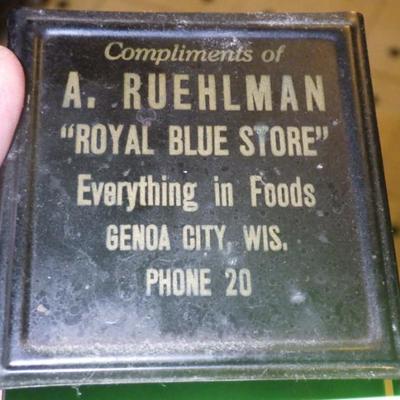 Compliments of
A. RUEHLMAN
"ROYAL BLUE STORE"
Everything in Foods
GENOA CITY, WIS.
PHONE 20